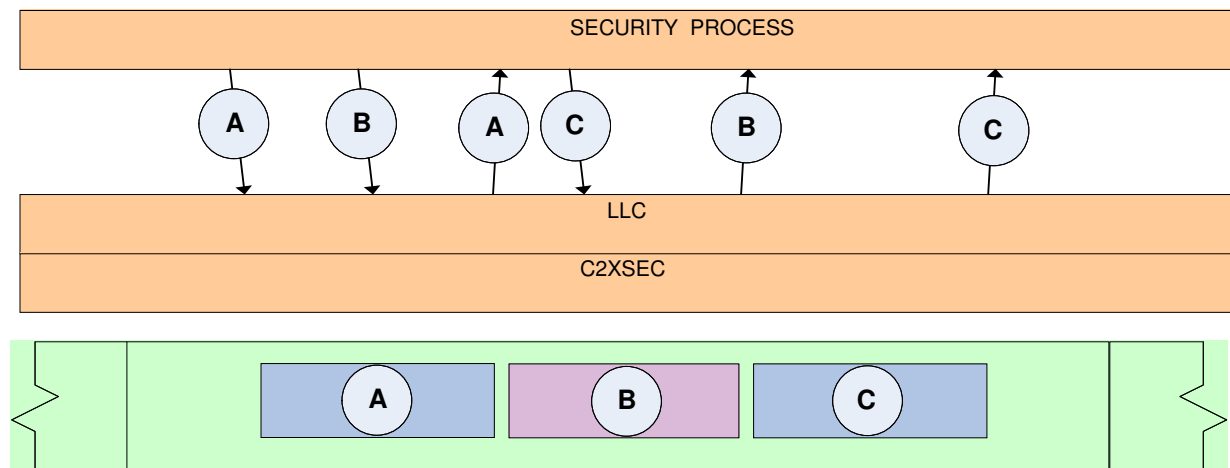 SECURITY PROCESS
A B A C B C
LLC
C2XSEC
A B C